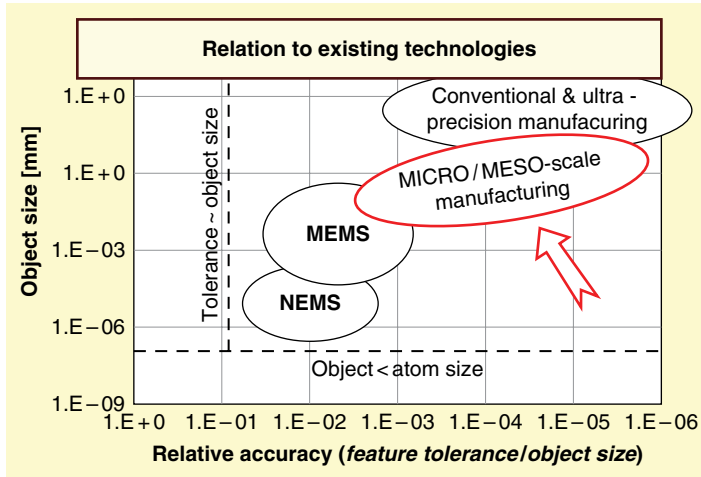 Relation to existing technologies
Object size [mm]
1.E+0
1.E+0
1.E−03
1.E−06
1.E−09
Tolerance ~ object size
Conventional & ultra -
precision manufacuring
MICRO/MESO-scale
manufacturing
MEMS
NEMS
Object < atom size
1.E+0 1.E−01 1.E−02 1.E−03 1.E−04 1.E−05 1.E−06
Relative accuracy (feature tolerance/object size)